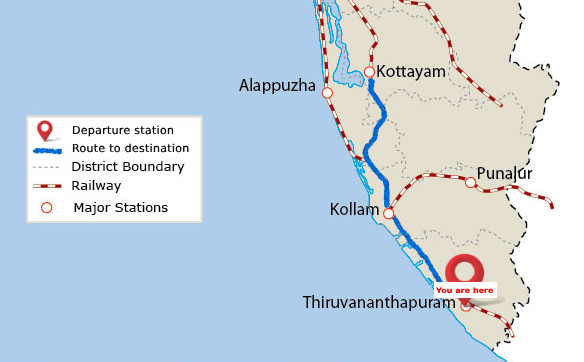 Kottayam
Alappuzha
Departure station
Route to destination
District Boundary
Railway
Major Stations
Punalur
Kollam
You are here
Thiruvananthapuram